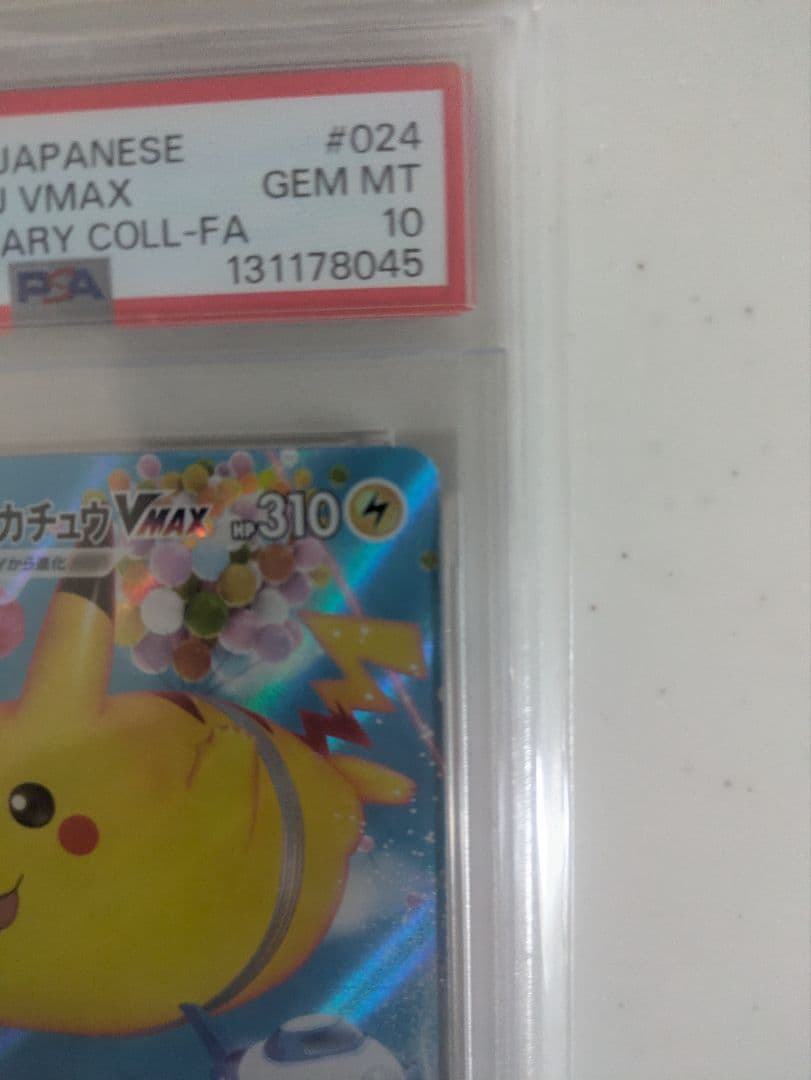 JAPANESE #024
U VMAX GEM MT
ARY COLL-FA 10
PSA 131178045
カチュウVMAX HP310
から進化